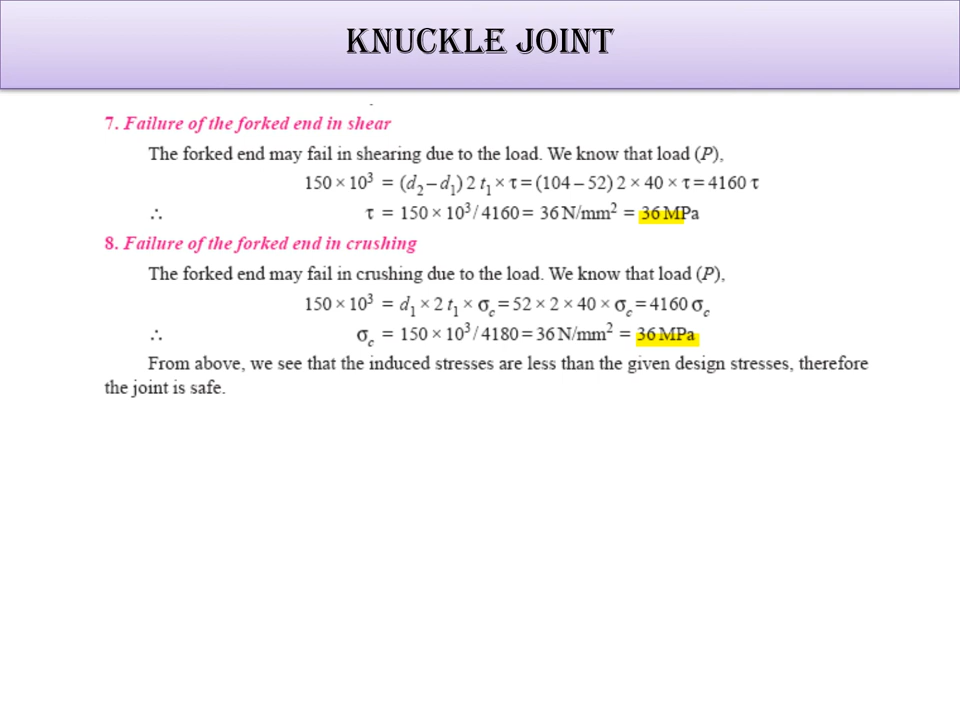 KNUCKLE JOINT
7. Failure of the forked end in shear
The forked end may fail in shearing due to the load. We know that load (P),
150 × 10³ = (d₂ – d₁) 2 t₁ × τ = (104 – 52) 2 × 40 × τ = 4160 τ
∴ τ = 150 × 10³ / 4160 = 36 N/mm² = 36 MPa
8. Failure of the forked end in crushing
The forked end may fail in crushing due to the load. We know that load (P),
150 × 10³ = d₁ × 2 t₁ × σ_c = 52 × 2 × 40 × σ_c = 4160 σ_c
∴ σ_c = 150 × 10³ / 4180 = 36 N/mm² = 36 MPa
From above, we see that the induced stresses are less than the given design stresses, therefore
the joint is safe.